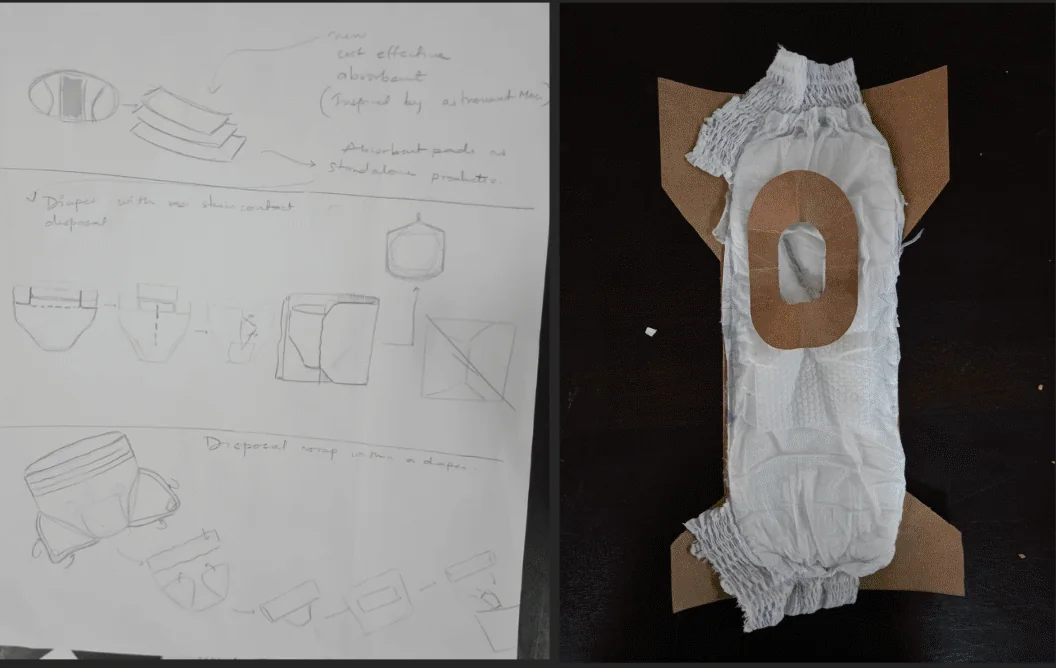 new
cost effective
absorbent
(Inspired by astronaut Mac)
Absorbent pads as
standalone products.
Diaper with no skin contact
disposal
Disposal wrap within a diaper.